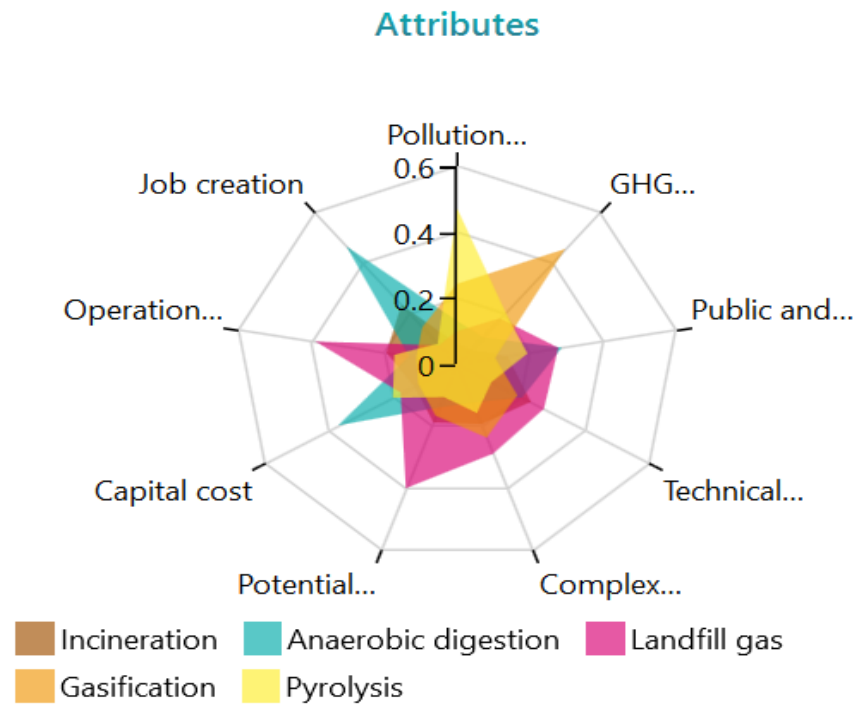 Attributes
Pollution...
Job creation
GHG...
0.6
0.4
Operation...
Public and...
0.2
0
Capital cost
Technical...
Potential...
Complex...
Incineration
Anaerobic digestion
Landfill gas
Gasification
Pyrolysis